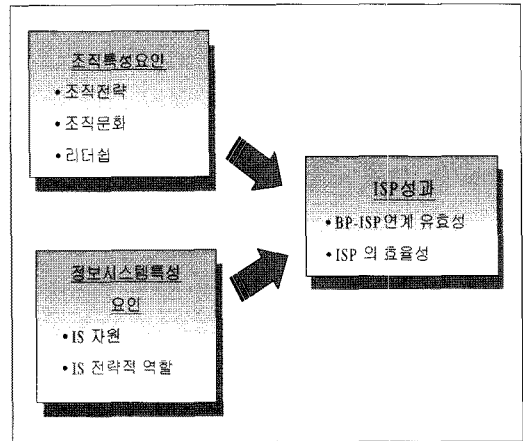 조직특성요인
• 조직전략
• 조직문화
• 리더쉽
정보시스템특성
요인
• IS 자원
• IS 전략적 역할
ISP성과
• BP-ISP연계 유효성
• ISP 의 효율성